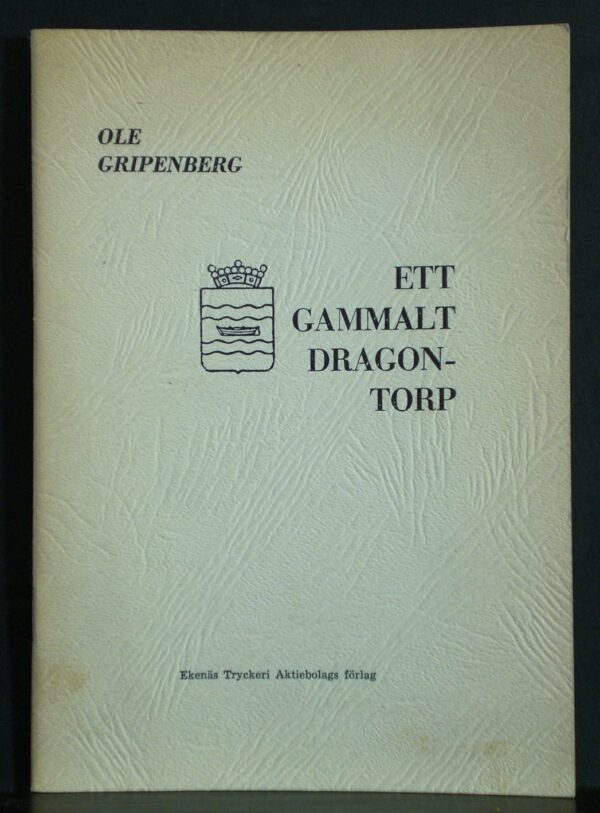 OLE
GRIPENBERG
ETT
GAMMALT
DRAGON-
TORP
Ekenäs Tryckeri Aktiebolags förlag